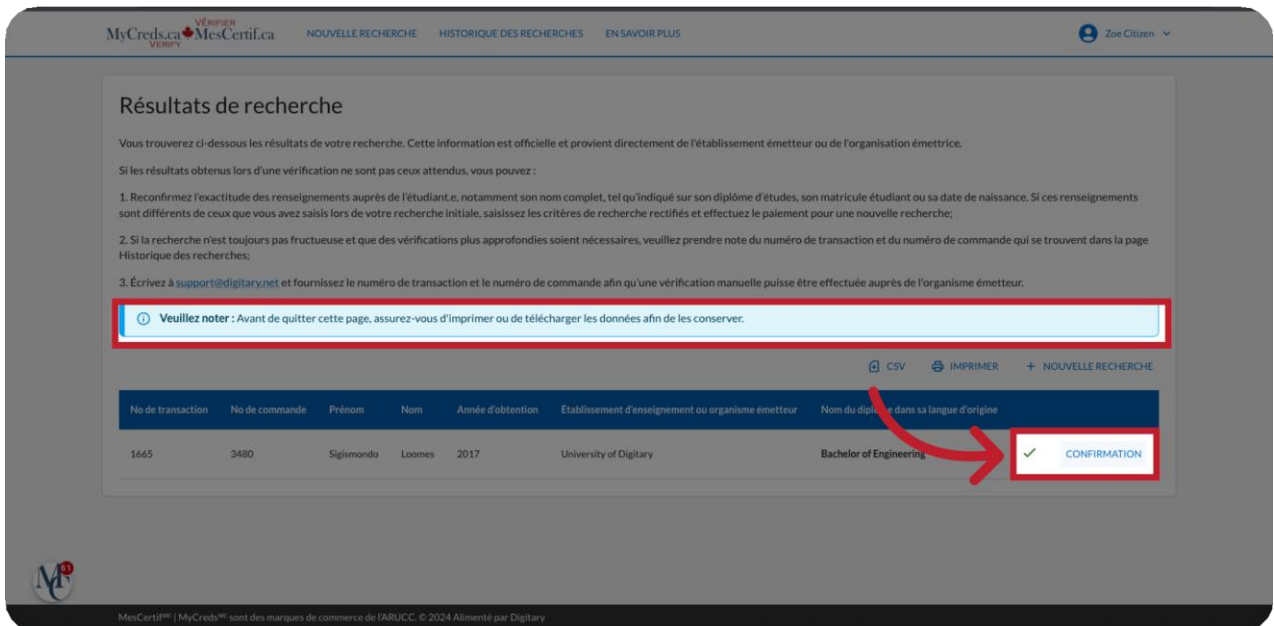 VÉRIFIER
MyCreds.ca MesCertif.ca
VERIFY
NOUVELLE RECHERCHE HISTORIQUE DES RECHERCHES EN SAVOIR PLUS
Zoe Citizen
Résultats de recherche
Vous trouverez ci-dessous les résultats de votre recherche. Cette information est officielle et provient directement de l'établissement émetteur ou de l'organisation émettrice.
Si les résultats obtenus lors d'une vérification ne sont pas ceux attendus, vous pouvez :
1. Reconfirmez l'exactitude des renseignements auprès de l'étudiant.e, notamment son nom complet, tel qu'indiqué sur son diplôme d'études, son matricule étudiant ou sa date de naissance. Si ces renseignements
sont différents de ceux que vous avez saisis lors de votre recherche initiale, saisissez les critères de recherche rectifiés et effectuez le paiement pour une nouvelle recherche;
2. Si la recherche n'est toujours pas fructueuse et que des vérifications plus approfondies soient nécessaires, veuillez prendre note du numéro de transaction et du numéro de commande qui se trouvent dans la page
Historique des recherches;
3. Écrivez à support@digitary.net et fournissez le numéro de transaction et le numéro de commande afin qu'une vérification manuelle puisse être effectuée auprès de l'organisme émetteur.
Veuillez noter : Avant de quitter cette page, assurez-vous d'imprimer ou de télécharger les données afin de les conserver.
CSV IMPRIMER + NOUVELLE RECHERCHE
No de transaction No de commande Prénom Nom Année d'obtention Établissement d'enseignement ou organisme émetteur Nom du diplôme dans sa langue d'origine
1665 3480 Sigismondo Loomes 2017 University of Digitary Bachelor of Engineering CONFIRMATION
MC 51
MesCertifMC | MyCredsMC sont des marques de commerce de l'ARUCC. © 2024 Alimenté par Digitary